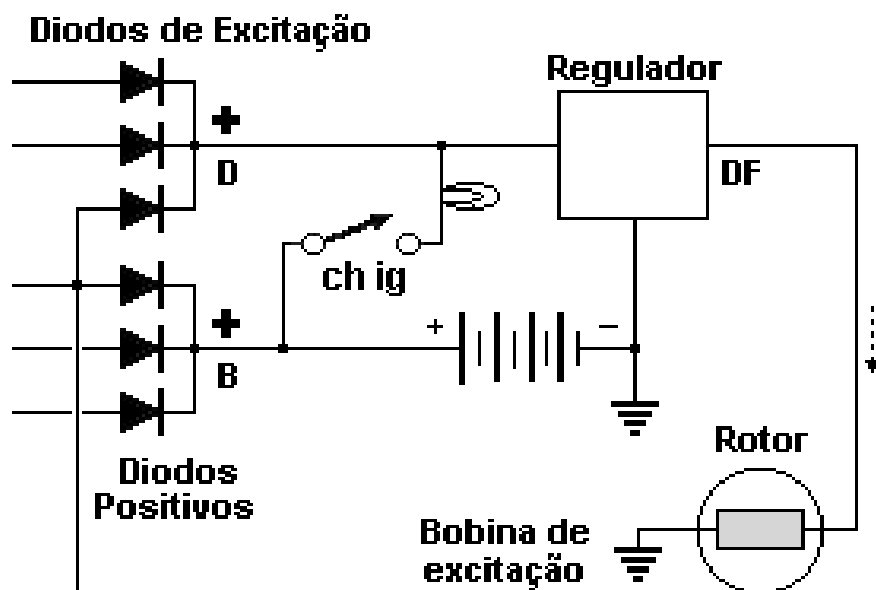 Diodos de Excitação
Regulador
+
D
DF
ch ig
+
+
−
B
Diodos
Positivos
Rotor
Bobina de
excitação